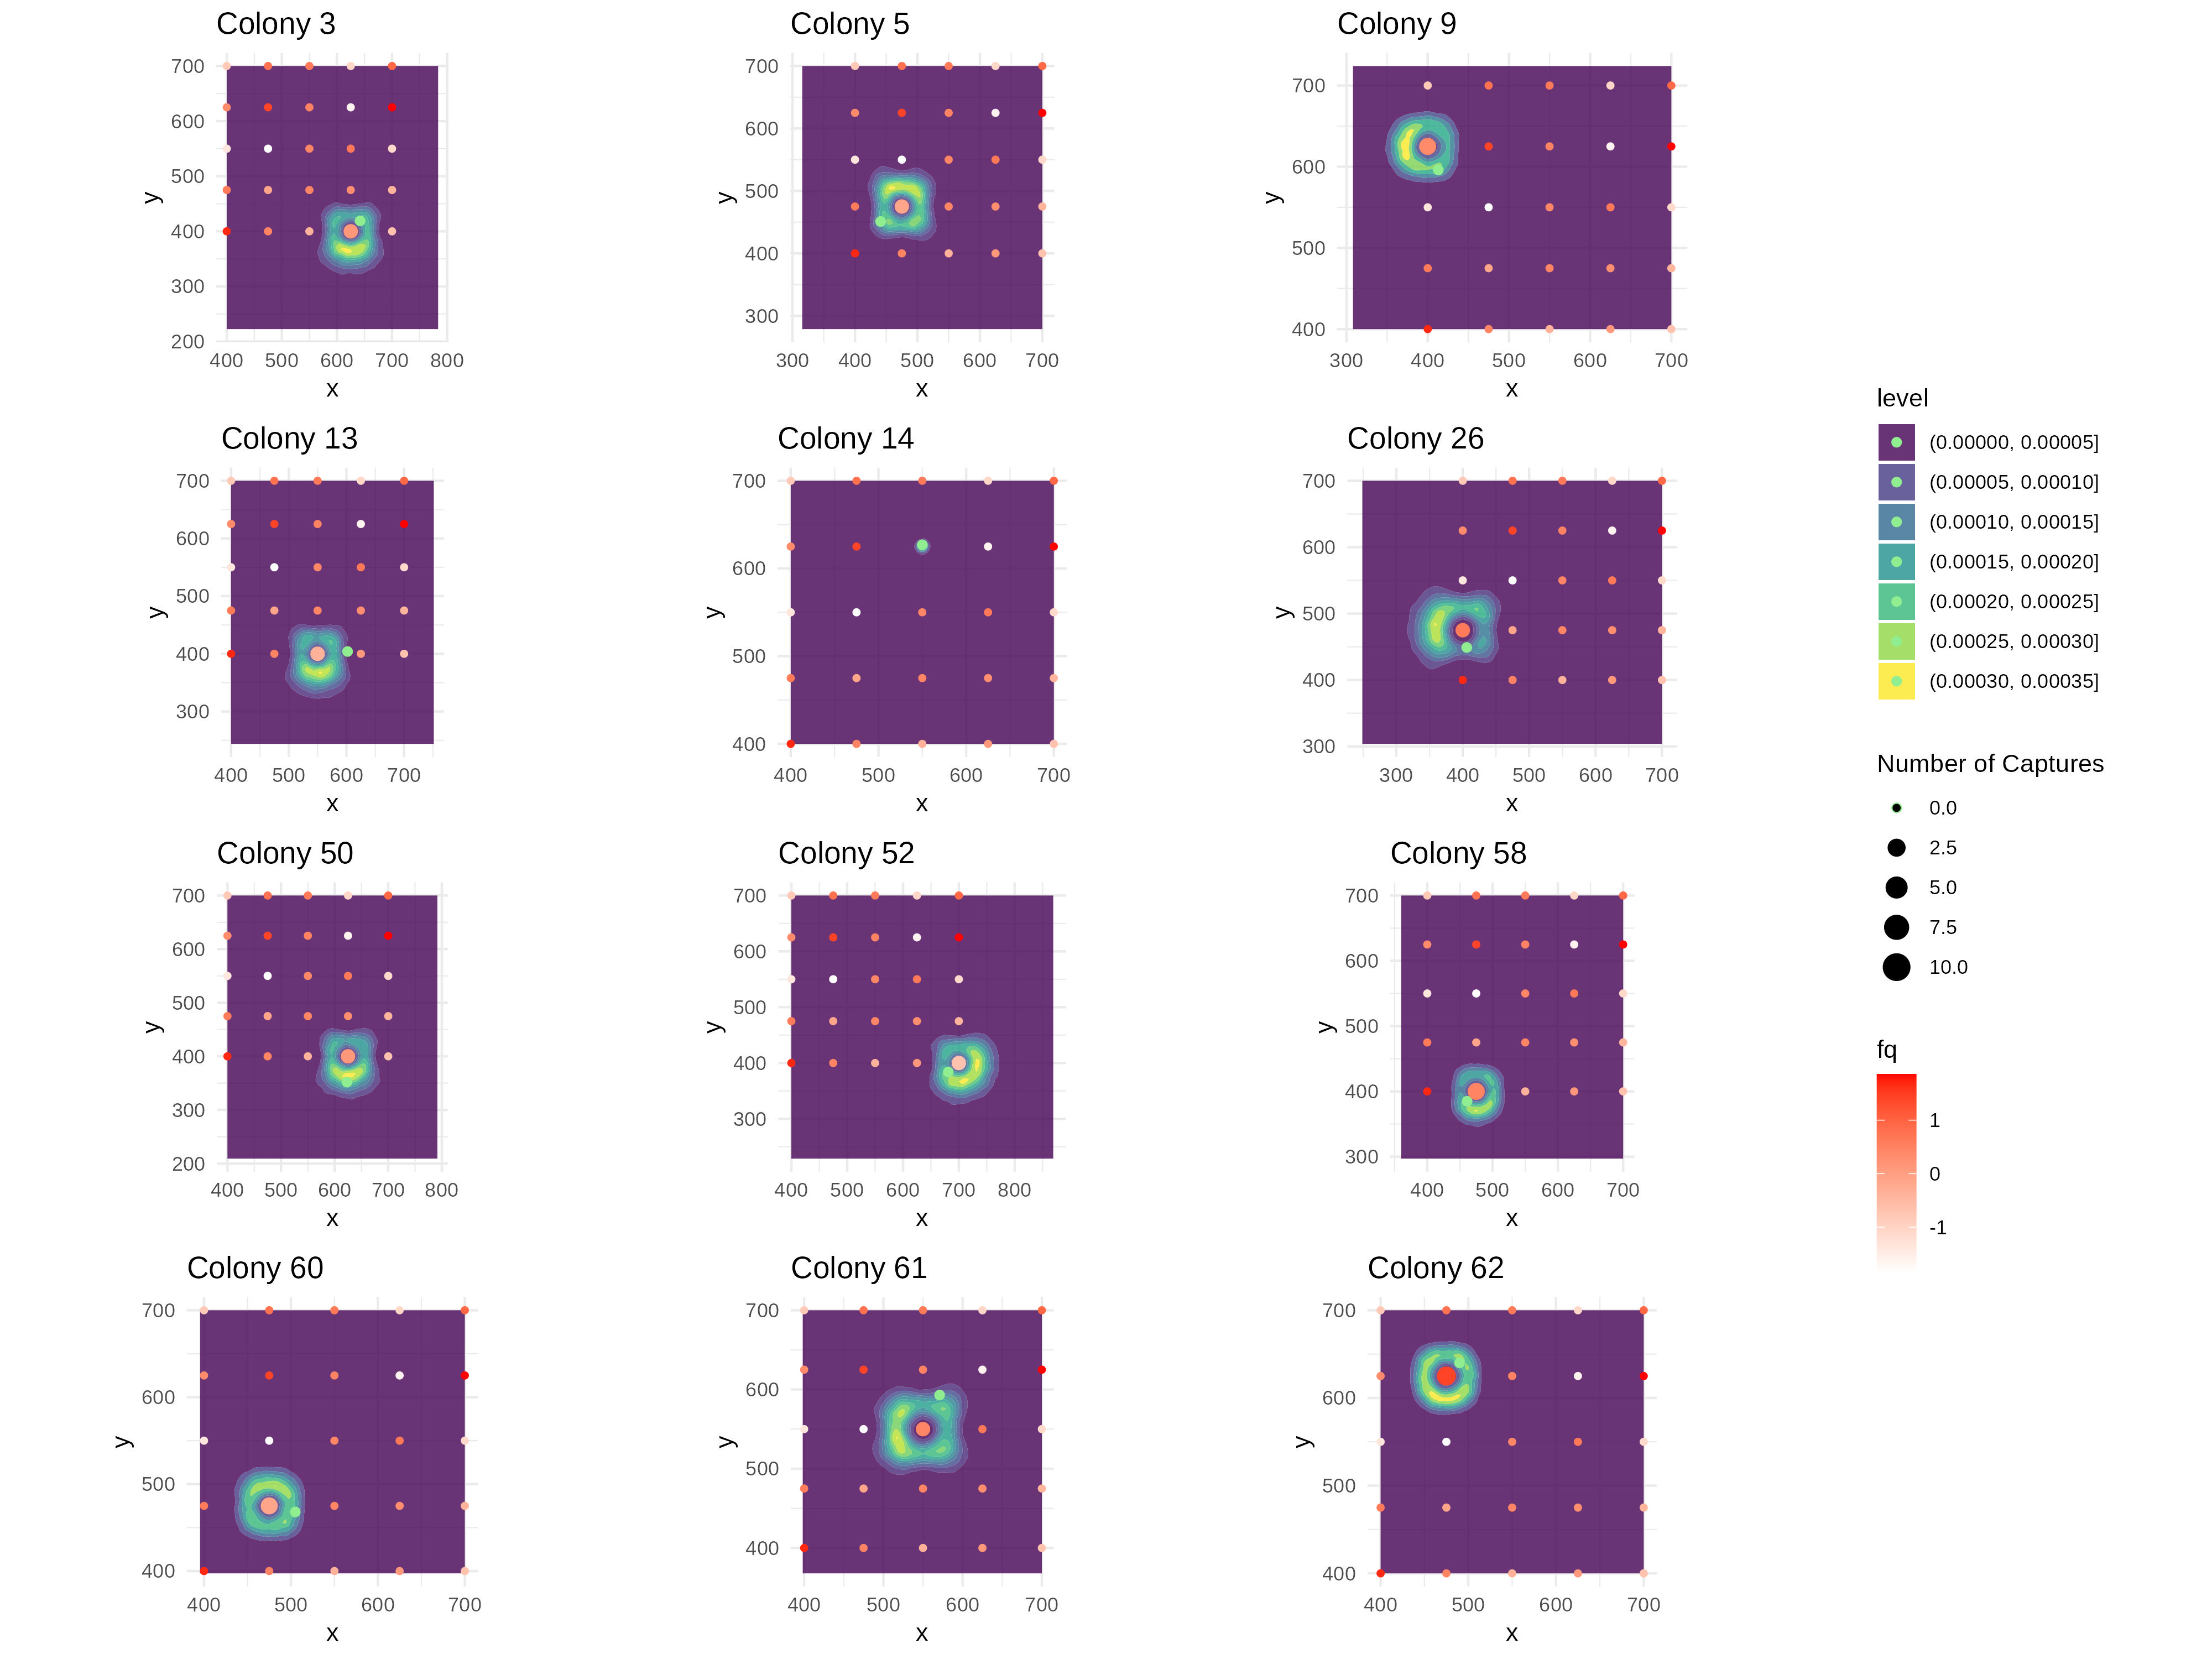 Colony 3
700
600
500
400
300
200
y
400 500 600 700 800
x
Colony 5
700
600
500
400
300
y
300 400 500 600 700
x
Colony 9
700
600
500
400
y
300 400 500 600 700
x
Colony 13
700
600
500
400
300
y
400 500 600 700
x
Colony 14
700
600
500
400
y
400 500 600 700
x
Colony 26
700
600
500
400
300
y
300 400 500 600 700
x
Colony 50
700
600
500
400
300
200
y
400 500 600 700 800
x
Colony 52
700
600
500
400
300
y
400 500 600 700 800
x
Colony 58
700
600
500
400
300
y
400 500 600 700
x
Colony 60
700
600
500
400
y
400 500 600 700
x
Colony 61
700
600
500
400
y
400 500 600 700
x
Colony 62
700
600
500
400
y
400 500 600 700
x
level
(0.00000, 0.00005]
(0.00005, 0.00010]
(0.00010, 0.00015]
(0.00015, 0.00020]
(0.00020, 0.00025]
(0.00025, 0.00030]
(0.00030, 0.00035]
Number of Captures
0.0
2.5
5.0
7.5
10.0
fq
1
0
-1